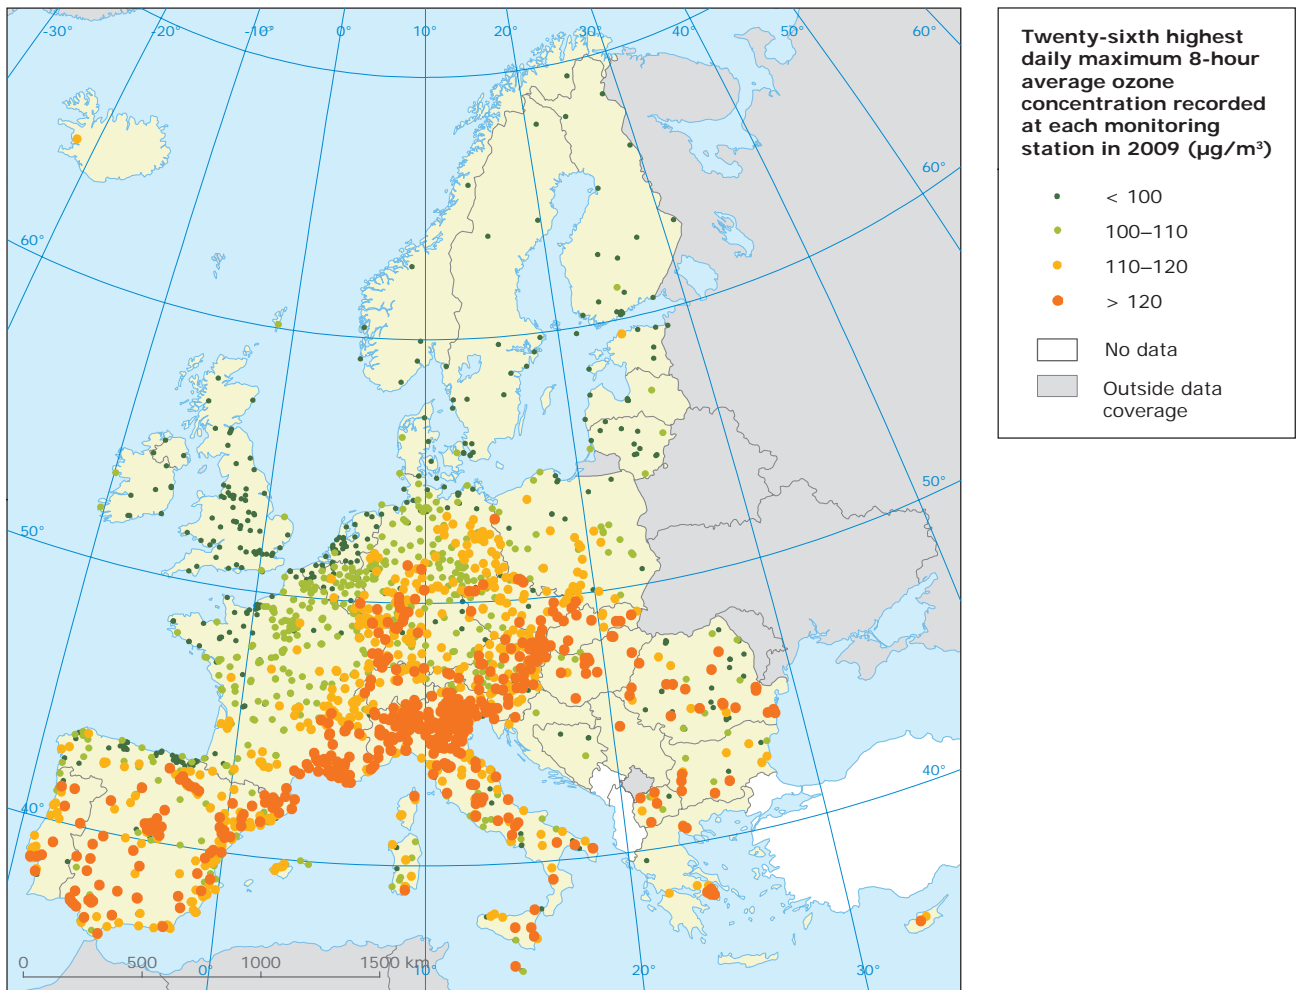 -30°
-20°
-10°
0°
10°
20°
30°
40°
50°
60°
60°
60°
50°
50°
40°
40°
0
500
1000
1500 km
0°
10°
20°
30°
Twenty-sixth highest
daily maximum 8-hour
average ozone
concentration recorded
at each monitoring
station in 2009 (µg/m³)
< 100
100–110
110–120
> 120
No data
Outside data
coverage